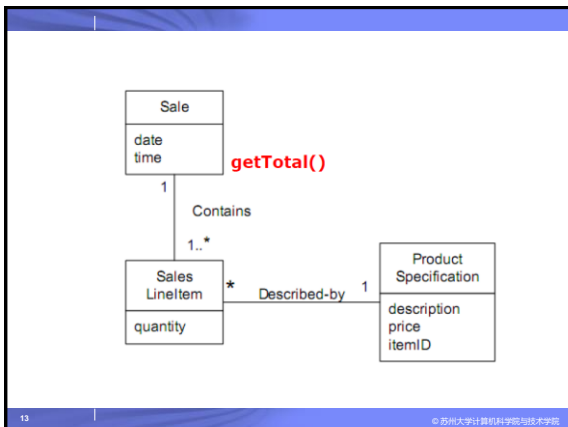 Sale
date
time
getTotal()
1
Contains
1..*
Sales
LineItem
quantity
*
Described-by
1
Product
Specification
description
price
itemID
13
© 苏州大学计算机科学与技术学院